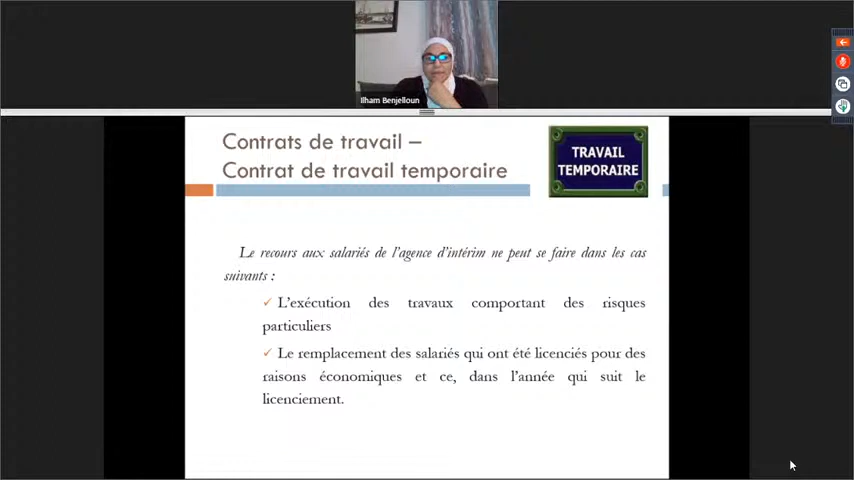 Ilham Benjelloun
Contrats de travail –
Contrat de travail temporaire
TRAVAIL
TEMPORAIRE
Le recours aux salariés de l'agence d'intérim ne peut se faire dans les cas
suivants :
✓ L'exécution des travaux comportant des risques
particuliers
✓ Le remplacement des salariés qui ont été licenciés pour des
raisons économiques et ce, dans l'année qui suit le
licenciement.